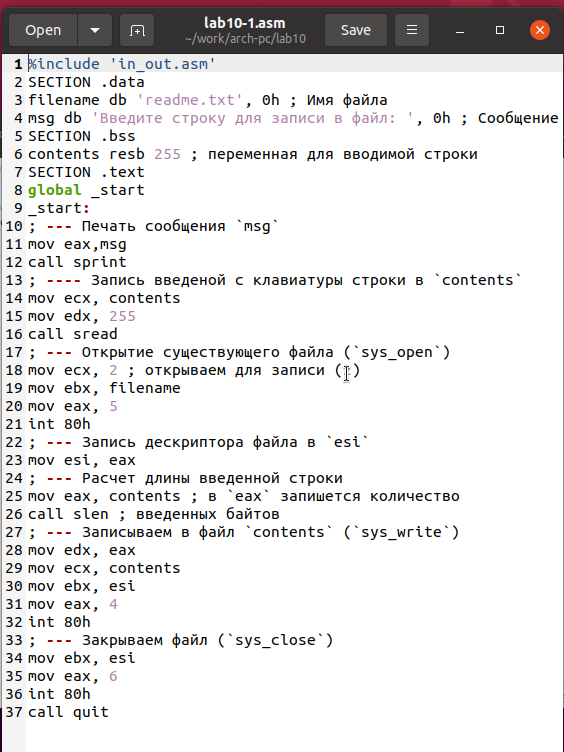 Open
lab10-1.asm
~/work/arch-pc/lab10
Save
1 %include 'in_out.asm'
2 SECTION .data
3 filename db 'readme.txt', 0h ; Имя файла
4 msg db 'Введите строку для записи в файл: ', 0h ; Сообщение
5 SECTION .bss
6 contents resb 255 ; переменная для вводимой строки
7 SECTION .text
8 global _start
9 _start:
10 ; --- Печать сообщения `msg`
11 mov eax,msg
12 call sprint
13 ; ---- Запись введеной с клавиатуры строки в `contents`
14 mov ecx, contents
15 mov edx, 255
16 call sread
17 ; --- Открытие существующего файла (`sys_open`)
18 mov ecx, 2 ; открываем для записи ( )
19 mov ebx, filename
20 mov eax, 5
21 int 80h
22 ; --- Запись дескриптора файла в `esi`
23 mov esi, eax
24 ; --- Расчет длины введенной строки
25 mov eax, contents ; в `eax` запишется количество
26 call slen ; введенных байтов
27 ; --- Записываем в файл `contents` (`sys_write`)
28 mov edx, eax
29 mov ecx, contents
30 mov ebx, esi
31 mov eax, 4
32 int 80h
33 ; --- Закрываем файл (`sys_close`)
34 mov ebx, esi
35 mov eax, 6
36 int 80h
37 call quit